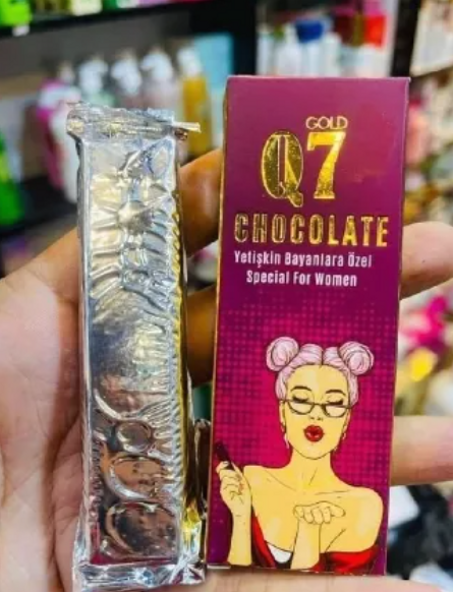 GOLD
Q7
CHOCOLATE
Yetişkin Bayanlara Özel
Special For Women